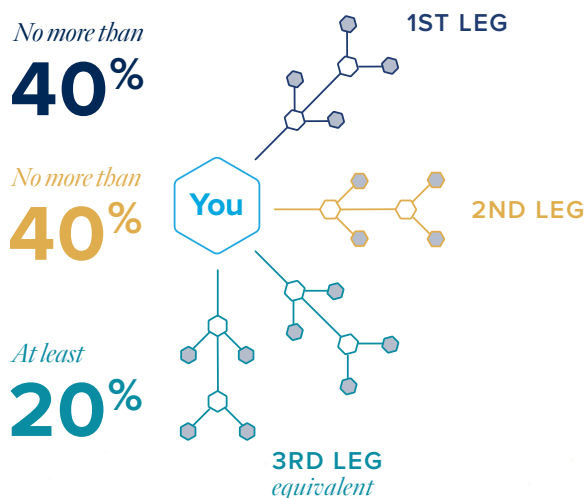 No more than
40%
1ST LEG
No more than
40%
You
2ND LEG
At least
20%
3RD LEG
equivalent